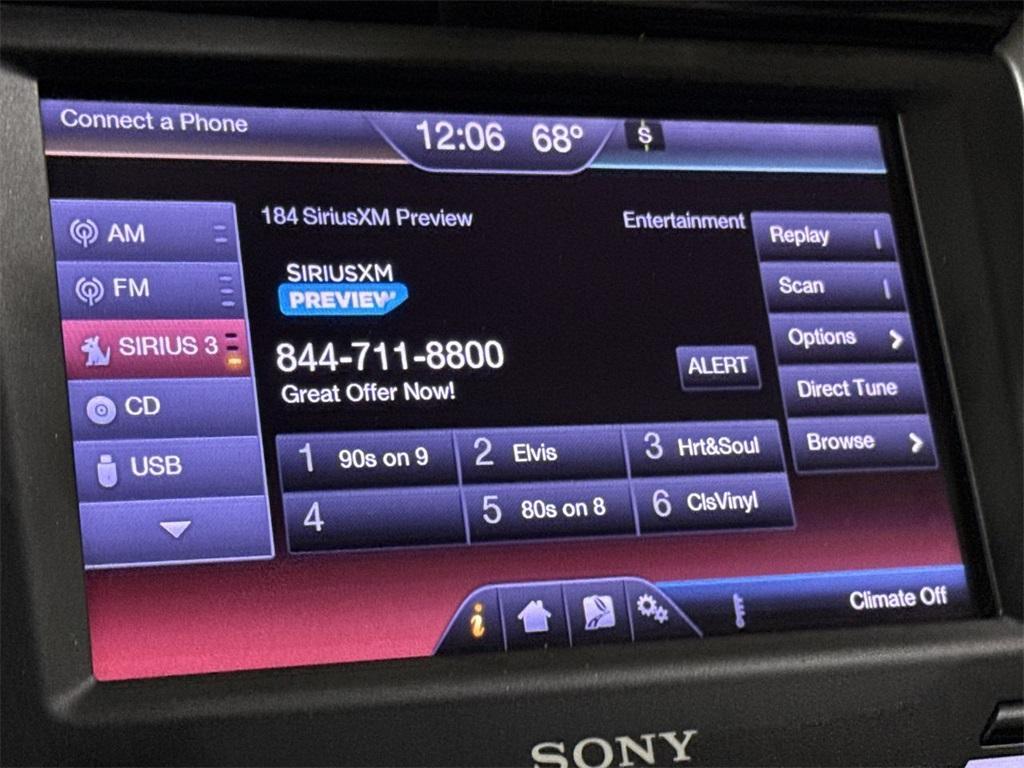 Connect a Phone
12:06 68°
S
AM
FM
SIRIUS 3
CD
USB
184 SiriusXM Preview
Entertainment
SIRIUSXM
PREVIEW
844-711-8800
Great Offer Now!
ALERT
1 90s on 9
2 Elvis
3 Hrt&Soul
4
5 80s on 8
6 ClsVinyl
Replay
Scan
Options
Direct Tune
Browse
i
Climate Off
SONY